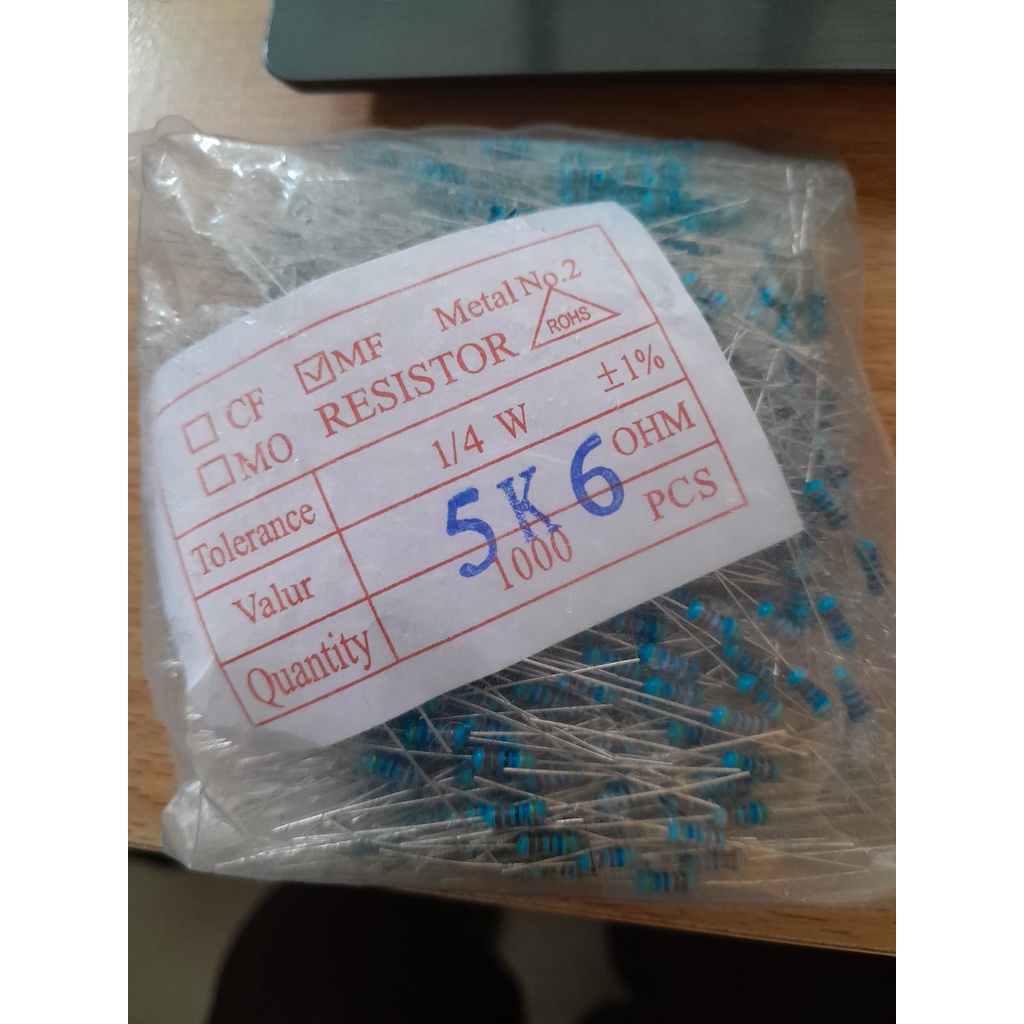 CF ☑ MF Metal No.2
MO RESISTOR ROHS
Tolerance 1/4 W ±1%
Valur 5K6 OHM
Quantity 1000 PCS